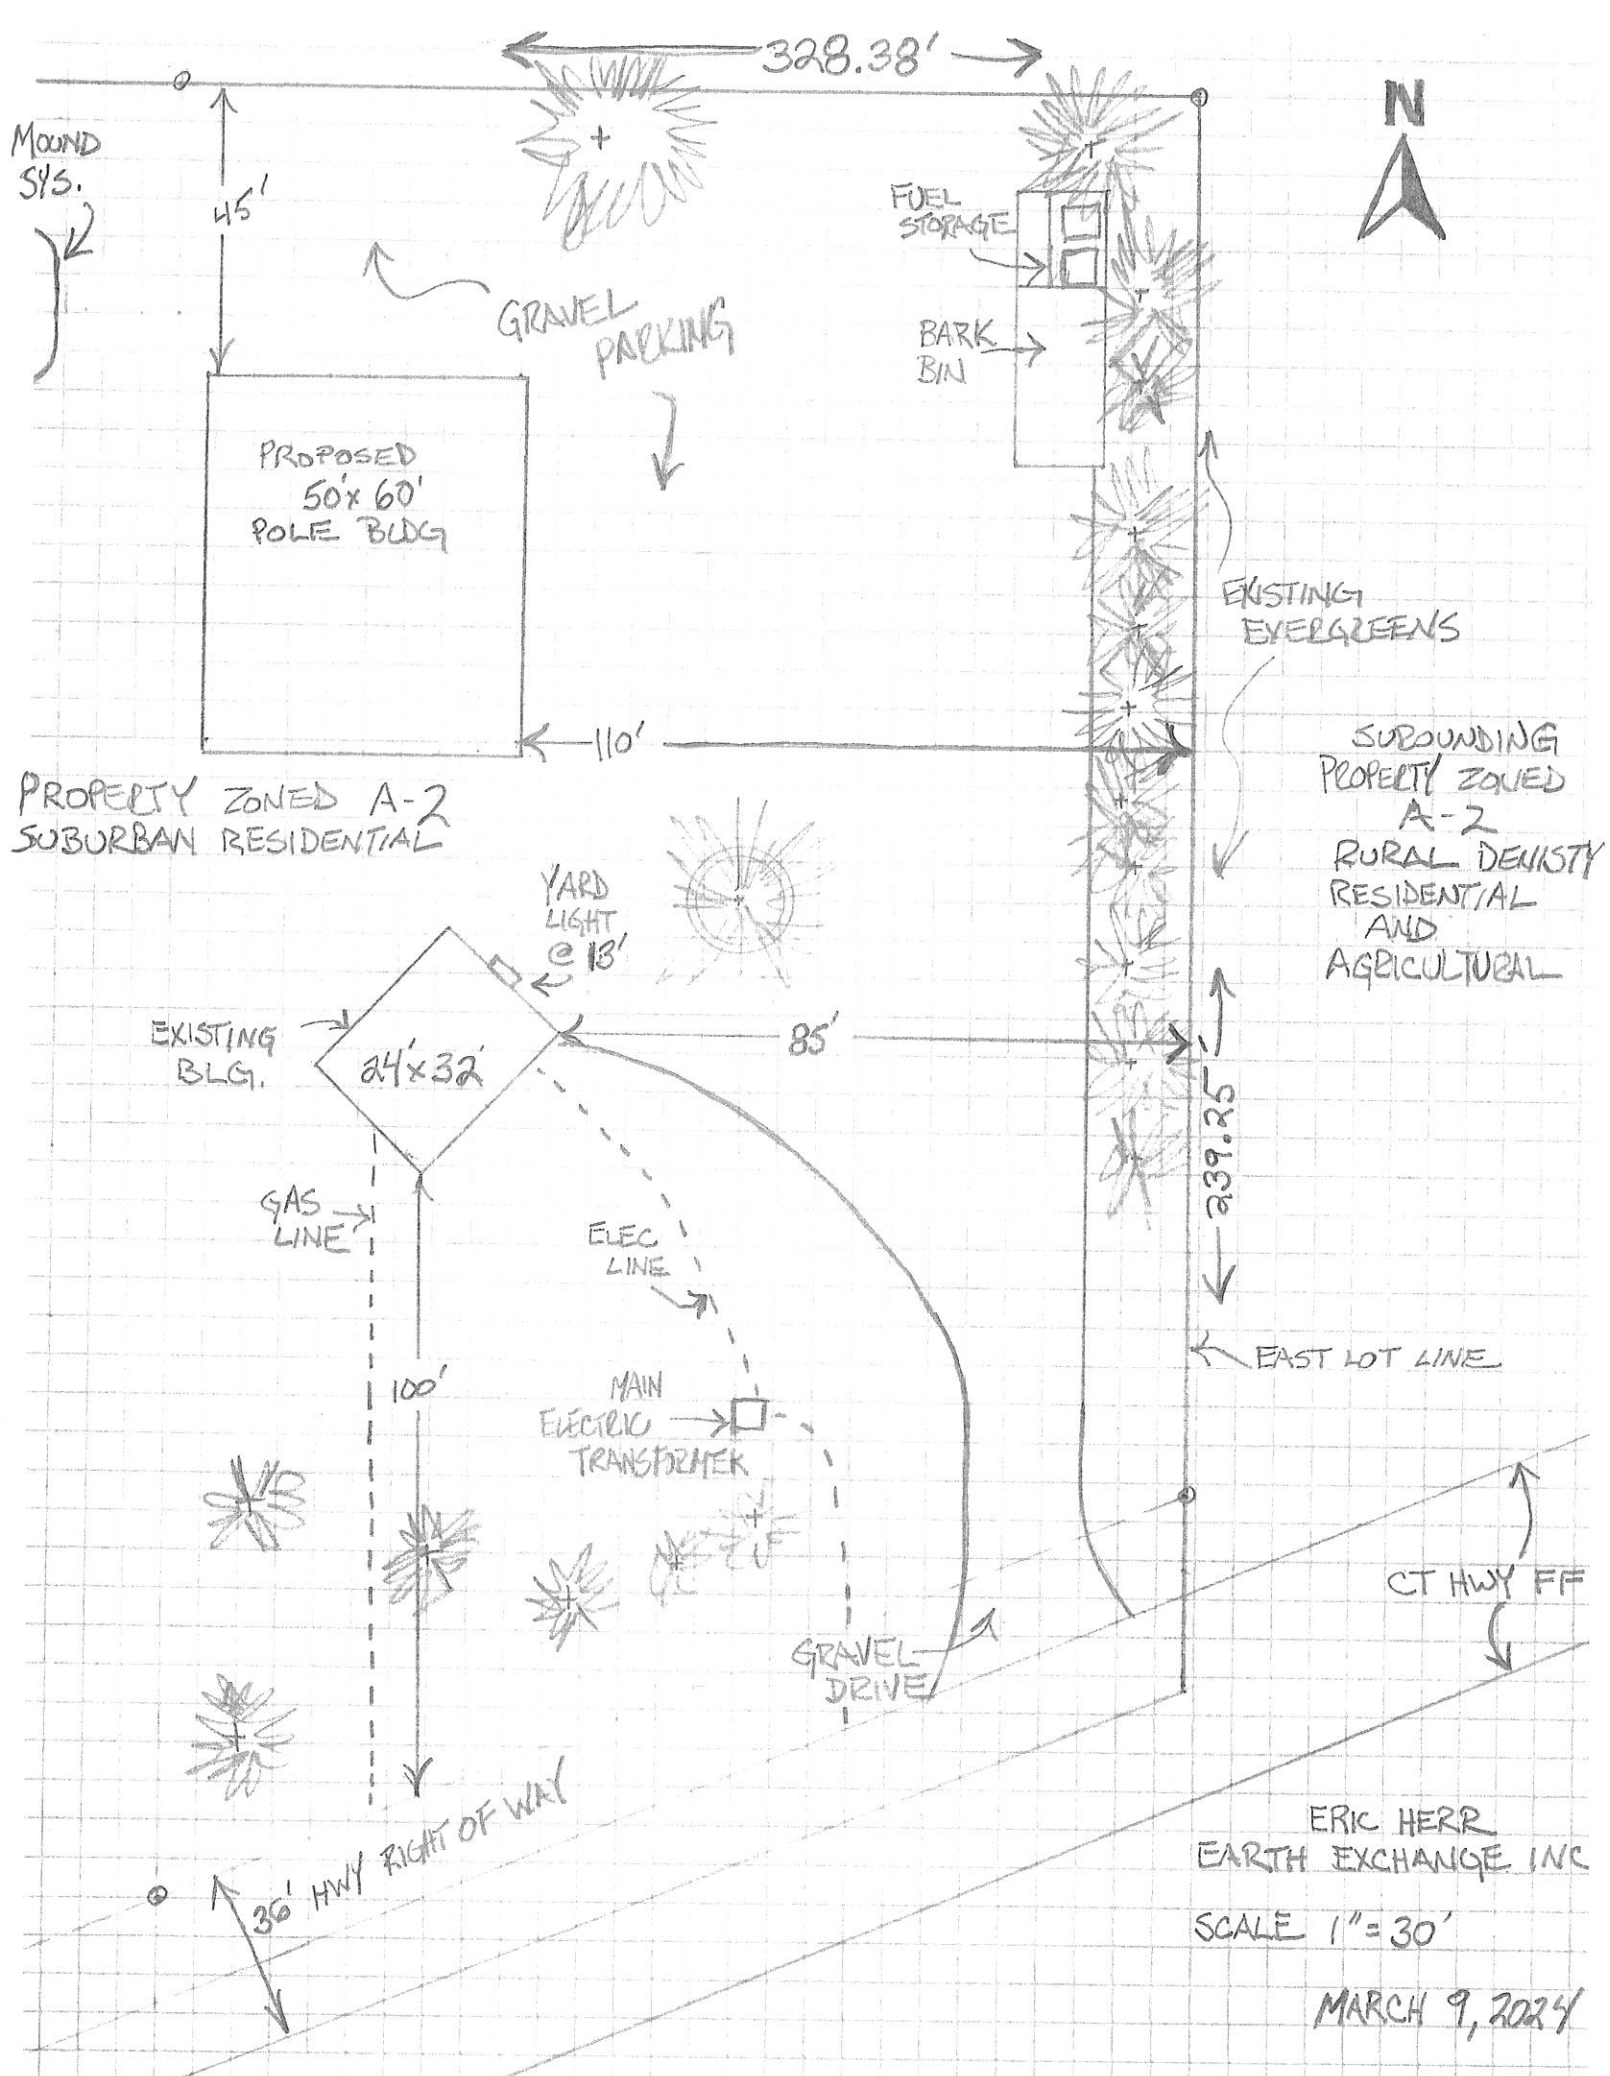 328.38'
N
MOUND
SYS.
45'
FUEL
STORAGE
GRAVEL
PARKING
BARK
BIN
PROPOSED
50'x 60'
POLE BLDG
EXISTING
EVERGREENS
110'
PROPERTY ZONED A-2
SUBURBAN RESIDENTIAL
SUROUNDING
PROPERTY ZONED
A-2
RURAL DENISTY
RESIDENTIAL
AND
AGRICULTURAL
YARD
LIGHT
@ 13'
EXISTING
BLG.
24'x32'
85'
239.25'
GAS
LINE
ELEC
LINE
EAST LOT LINE
100'
MAIN
ELECTRIC
TRANSFORMER
CT HWY FF
GRAVEL
DRIVE
36' HWY RIGHT OF WAY
ERIC HERR
EARTH EXCHANGE INC
SCALE 1"=30'
MARCH 9, 2024